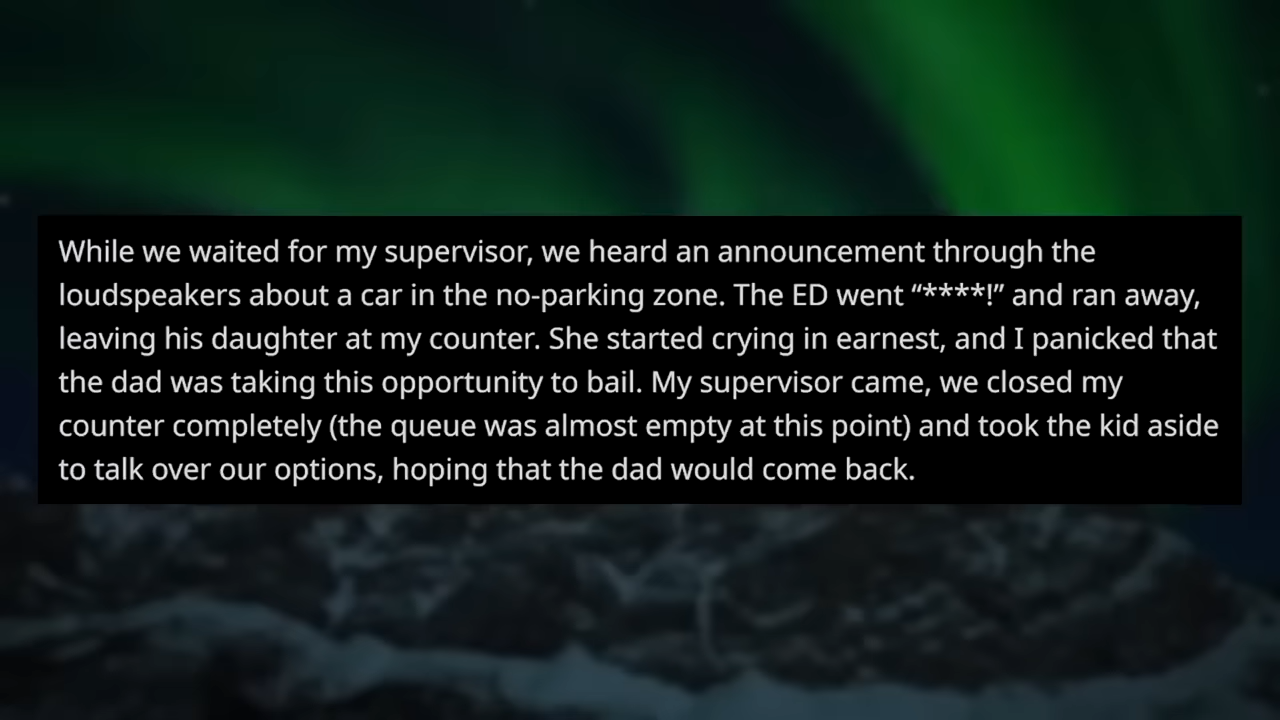 While we waited for my supervisor, we heard an announcement through the
loudspeakers about a car in the no-parking zone. The ED went “****!” and ran away,
leaving his daughter at my counter. She started crying in earnest, and I panicked that
the dad was taking this opportunity to bail. My supervisor came, we closed my
counter completely (the queue was almost empty at this point) and took the kid aside
to talk over our options, hoping that the dad would come back.